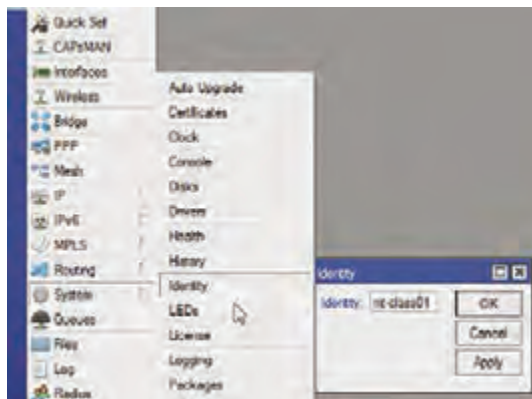 Quick Set
CAPsMAN
Interfaces
Wireless
Bridge
PPP
Mesh
IP
IPv6
MPLS
Routing
System
Queues
Files
Log
Radius
Auto Upgrade
Certificates
Clock
Console
Disks
Drivers
Health
History
Identity
LEDs
License
Logging
Packages
Identity
Identity: nt-class01
OK
Cancel
Apply